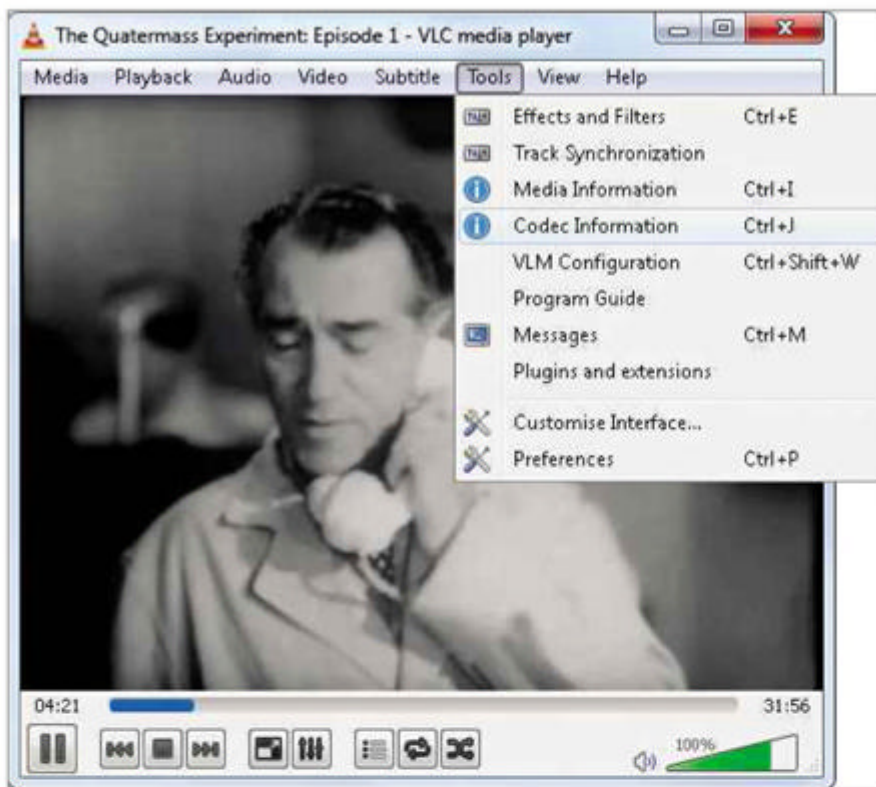 The Quatermass Experiment: Episode 1 - VLC media player
Media Playback Audio Video Subtitle Tools View Help
Effects and Filters Ctrl+E
Track Synchronization
Media Information Ctrl+I
Codec Information Ctrl+J
VLM Configuration Ctrl+Shift+W
Program Guide
Messages Ctrl+M
Plugins and extensions
Customise Interface...
Preferences Ctrl+P
04:21 31:56
100%